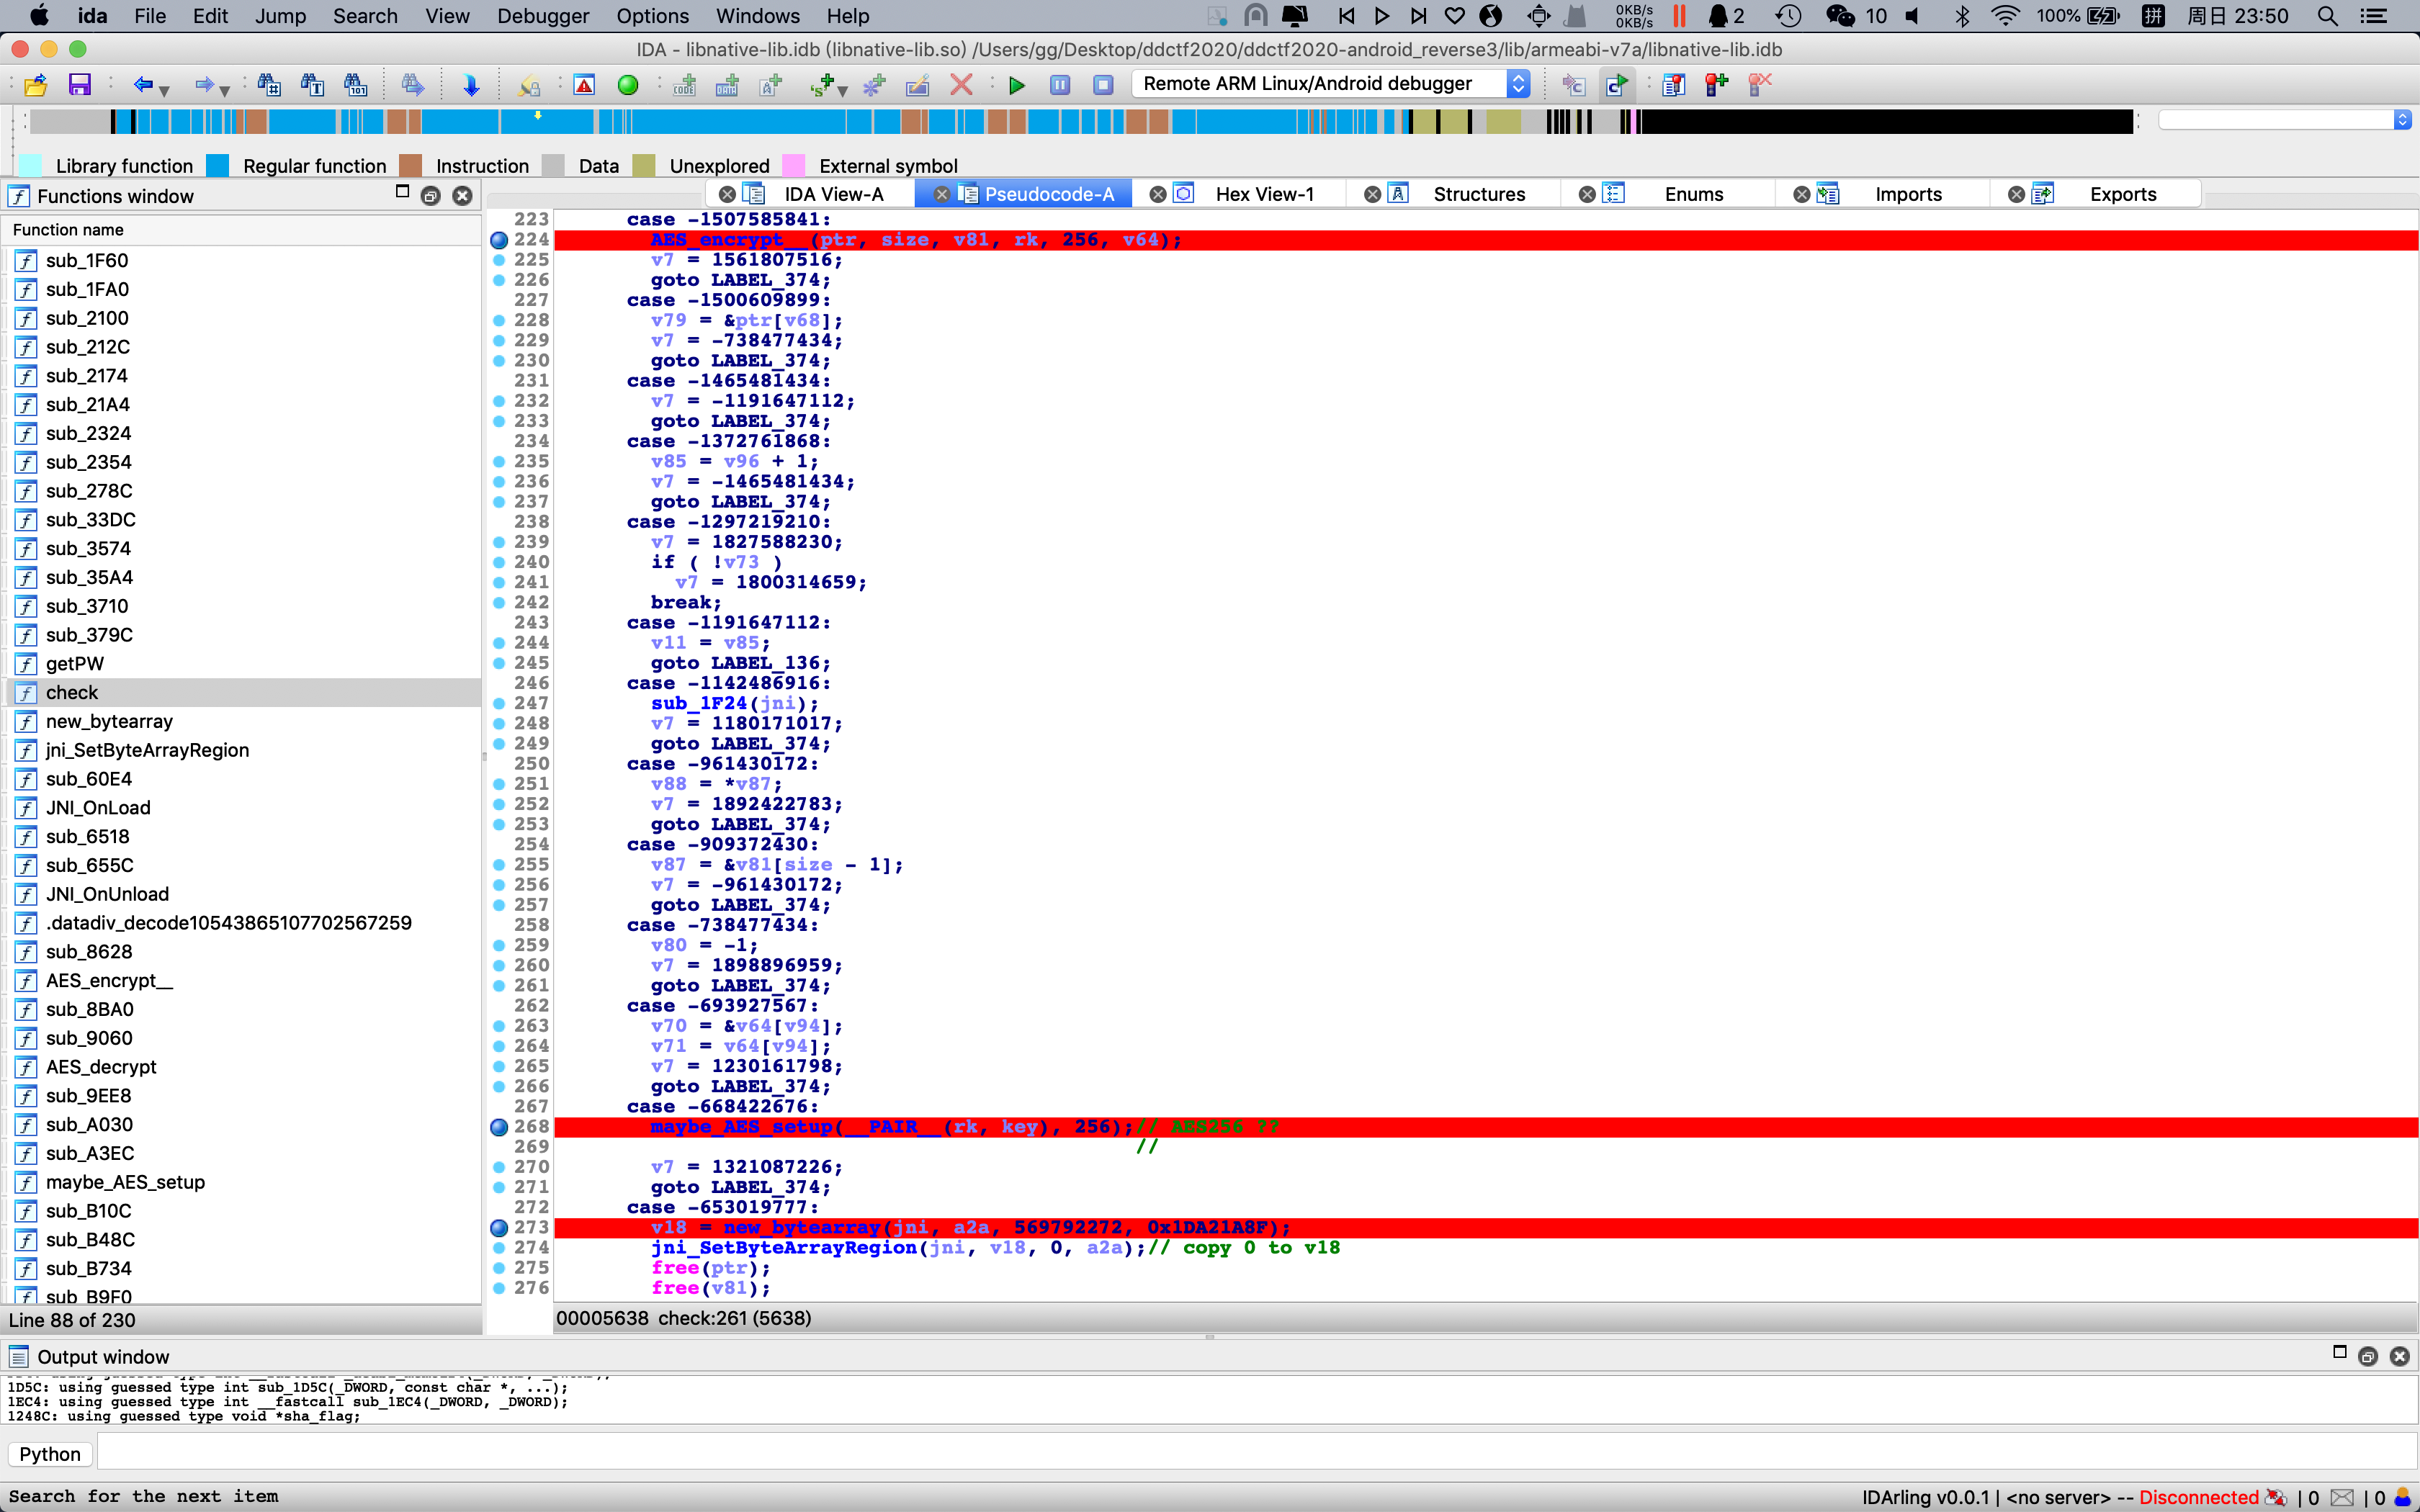 ida File Edit Jump Search View Debugger Options Windows Help 0KB/s 0KB/s 2 10 100% 拼 周日 23:50
IDA - libnative-lib.idb (libnative-lib.so) /Users/gg/Desktop/ddctf2020/ddctf2020-android_reverse3/lib/armeabi-v7a/libnative-lib.idb
Remote ARM Linux/Android debugger
Library function Regular function Instruction Data Unexplored External symbol
Functions window
IDA View-A Pseudocode-A Hex View-1 Structures Enums Imports Exports
Function name
sub_1F60
sub_1FA0
sub_2100
sub_212C
sub_2174
sub_21A4
sub_2324
sub_2354
sub_278C
sub_33DC
sub_3574
sub_35A4
sub_3710
sub_379C
getPW
check
new_bytearray
jni_SetByteArrayRegion
sub_60E4
JNI_OnLoad
sub_6518
sub_655C
JNI_OnUnload
.datadiv_decode10543865107702567259
sub_8628
AES_encrypt__
sub_8BA0
sub_9060
AES_decrypt
sub_9EE8
sub_A030
sub_A3EC
maybe_AES_setup
sub_B10C
sub_B48C
sub_B734
sub_B9F0
Line 88 of 230
223 case -1507585841:
224 AES_encrypt__(ptr, size, v81, rk, 256, v64);
225 v7 = 1561807516;
226 goto LABEL_374;
227 case -1500609899:
228 v79 = &ptr[v68];
229 v7 = -738477434;
230 goto LABEL_374;
231 case -1465481434:
232 v7 = -1191647112;
233 goto LABEL_374;
234 case -1372761868:
235 v85 = v96 + 1;
236 v7 = -1465481434;
237 goto LABEL_374;
238 case -1297219210:
239 v7 = 1827588230;
240 if ( !v73 )
241 v7 = 1800314659;
242 break;
243 case -1191647112:
244 v11 = v85;
245 goto LABEL_136;
246 case -1142486916:
247 sub_1F24(jni);
248 v7 = 1180171017;
249 goto LABEL_374;
250 case -961430172:
251 v88 = *v87;
252 v7 = 1892422783;
253 goto LABEL_374;
254 case -909372430:
255 v87 = &v81[size - 1];
256 v7 = -961430172;
257 goto LABEL_374;
258 case -738477434:
259 v80 = -1;
260 v7 = 1898896959;
261 goto LABEL_374;
262 case -693927567:
263 v70 = &v64[v94];
264 v71 = v64[v94];
265 v7 = 1230161798;
266 goto LABEL_374;
267 case -668422676:
268 maybe_AES_setup(__PAIR__(rk, key), 256);// AES256 ??
269 //
270 v7 = 1321087226;
271 goto LABEL_374;
272 case -653019777:
273 v18 = new_bytearray(jni, a2a, 569792272, 0x1DA21A8F);
274 jni_SetByteArrayRegion(jni, v18, 0, a2a);// copy 0 to v18
275 free(ptr);
276 free(v81);
00005638 check:261 (5638)
Output window
1D5C: using guessed type int sub_1D5C(_DWORD, const char *, ...);
1EC4: using guessed type int __fastcall sub_1EC4(_DWORD, _DWORD);
1248C: using guessed type void *sha_flag;
Python
Search for the next item
IDArling v0.0.1 | <no server> -- Disconnected | 0 | 0